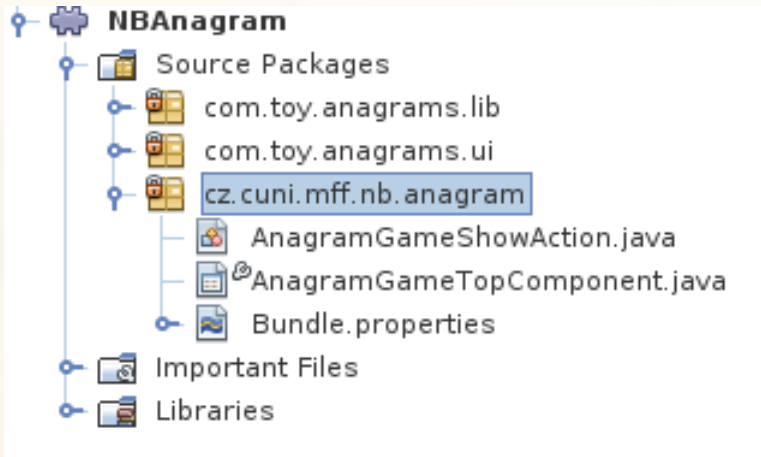 NBAnagram
Source Packages
com.toy.anagrams.lib
com.toy.anagrams.ui
cz.cuni.mff.nb.anagram
AnagramGameShowAction.java
AnagramGameTopComponent.java
Bundle.properties
Important Files
Libraries